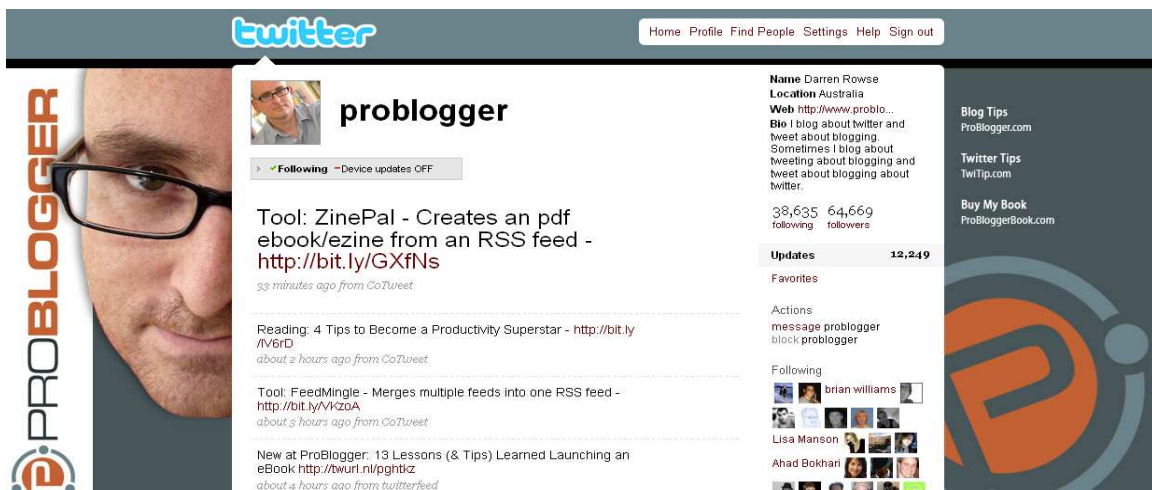 twitter
Home Profile Find People Settings Help Sign out
PROBLOGGER
problogger
Following Device updates OFF
Tool: ZinePal - Creates an pdf
ebook/ezine from an RSS feed -
http://bit.ly/GXfNs
33 minutes ago from CoTweet
Reading: 4 Tips to Become a Productivity Superstar - http://bit.ly
/IV6rD
about 2 hours ago from CoTweet
Tool: FeedMingle - Merges multiple feeds into one RSS feed -
http://bit.ly/VKzoA
about 3 hours ago from CoTweet
New at ProBlogger: 13 Lessons (& Tips) Learned Launching an
eBook http://twurl.nl/pghtkz
about 4 hours ago from twitterfeed
Name Darren Rowse
Location Australia
Web http://www.problo...
Bio I blog about twitter and
tweet about blogging.
Sometimes I blog about
tweeting about blogging and
tweet about blogging about
twitter.
38,635 64,669
following followers
Updates 12,249
Favorites
Actions
message problogger
block problogger
Following
brian williams
Lisa Manson
Ahad Bokhari
Blog Tips
ProBlogger.com
Twitter Tips
TwiTip.com
Buy My Book
ProBloggerBook.com